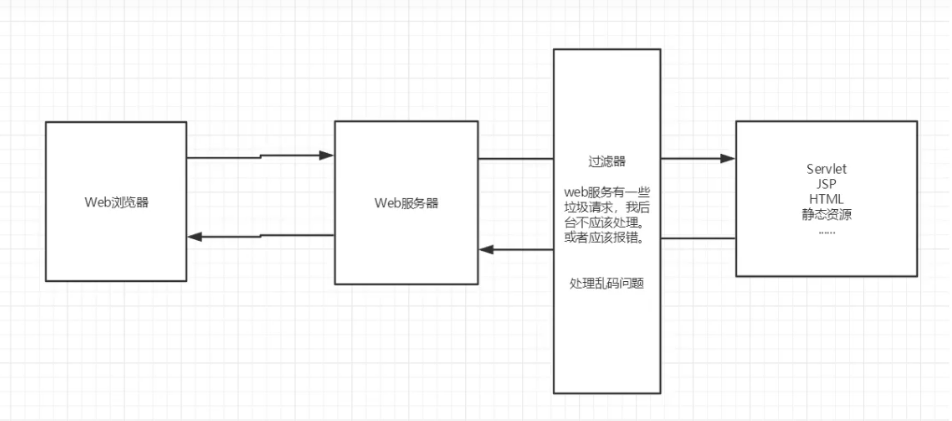 Web浏览器
Web服务器
过滤器
web服务有一些
垃圾请求，我后
台不应该处理。
或者应该报错。
处理乱码问题
Servlet
JSP
HTML
静态资源
......